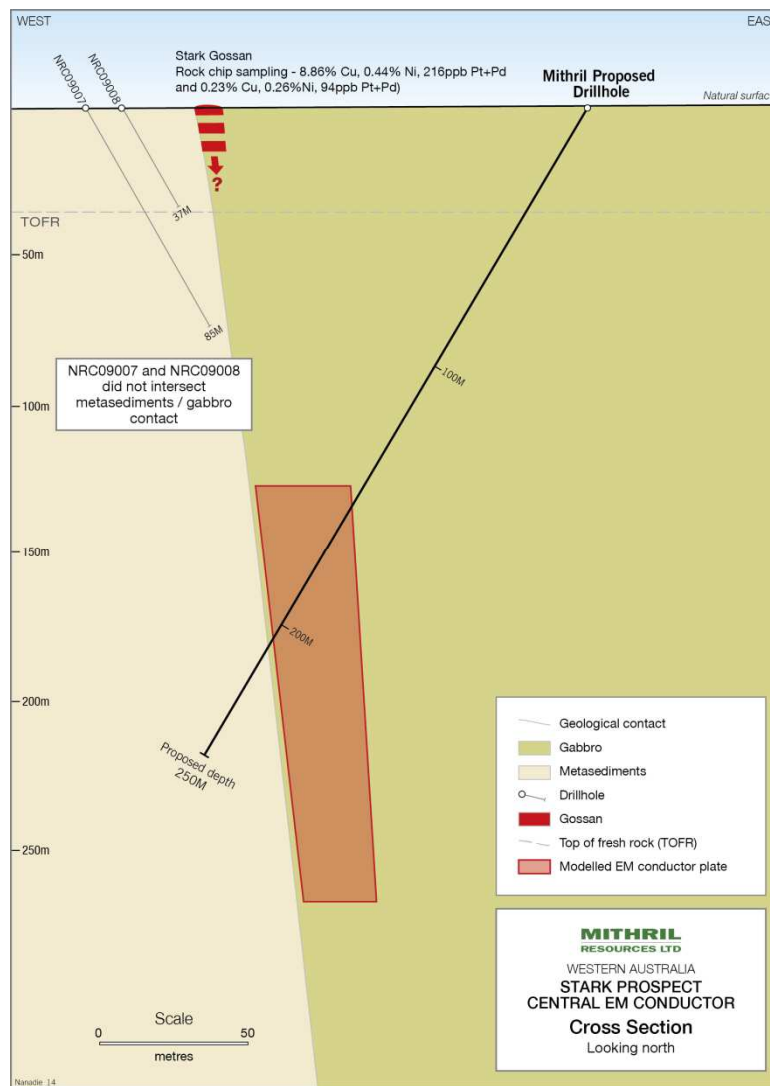 WEST
EAS
Stark Gossan
Rock chip sampling - 8.86% Cu, 0.44% Ni, 216ppb Pt+Pd
and 0.23% Cu, 0.26%Ni, 94ppb Pt+Pd)
NRC09007
NRC09008
Mithril Proposed
Drillhole
Natural surfac
?
37M
TOFR
50m
85M
NRC09007 and NRC09008
did not intersect
metasediments / gabbro
contact
100M
100m
150m
200M
200m
Proposed depth
250M
250m
Geological contact
Gabbro
Metasediments
Drillhole
Gossan
Top of fresh rock (TOFR)
Modelled EM conductor plate
MITHRIL
RESOURCES LTD
WESTERN AUSTRALIA
STARK PROSPECT
CENTRAL EM CONDUCTOR
Cross Section
Looking north
Scale
0 50
metres
Nanadie 14